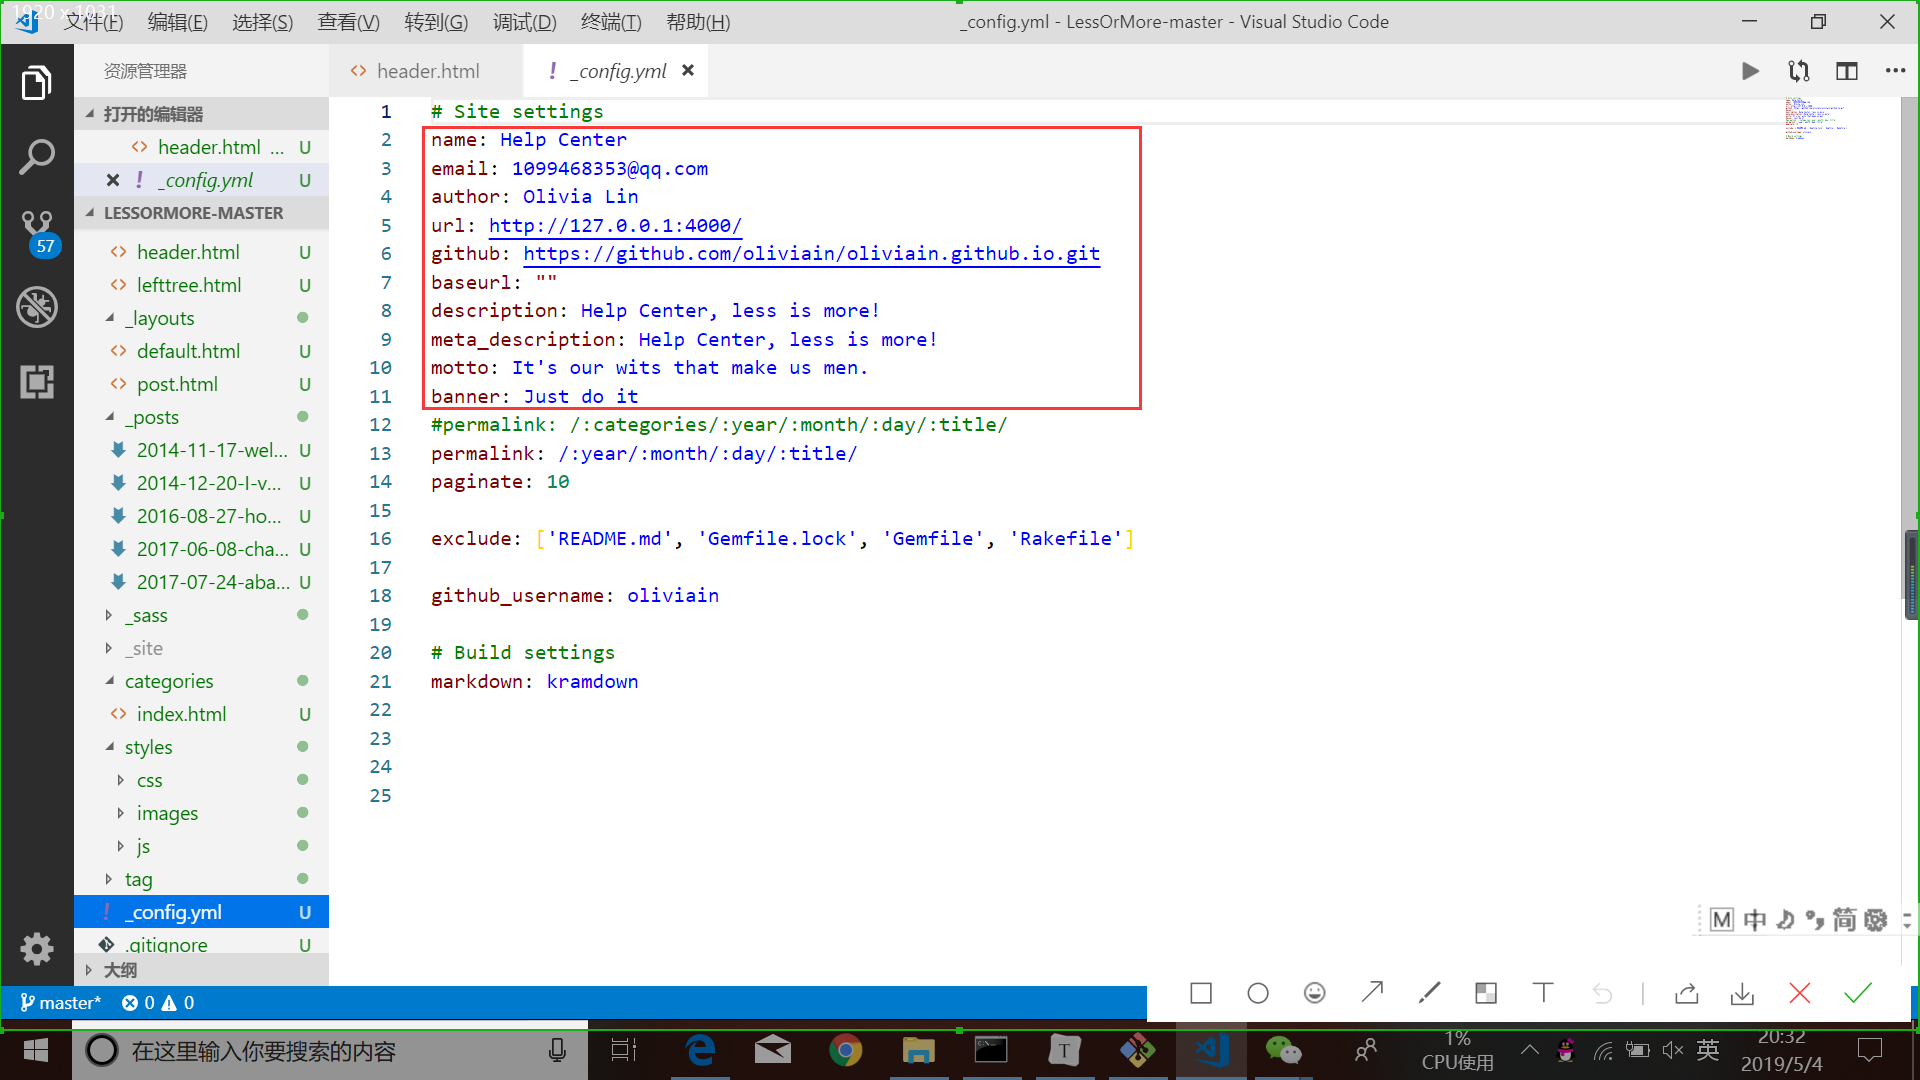 1920 x 1031
文件(F) 编辑(E) 选择(S) 查看(V) 转到(G) 调试(D) 终端(T) 帮助(H) _config.yml - LessOrMore-master - Visual Studio Code
资源管理器
header.html
_config.yml
打开的编辑器
header.html ... U
_config.yml U
LESSORMORE-MASTER
57
header.html U
lefttree.html U
_layouts
default.html U
post.html U
_posts
2014-11-17-wel... U
2014-12-20-I-v... U
2016-08-27-ho... U
2017-06-08-cha... U
2017-07-24-aba... U
_sass
_site
categories
index.html U
styles
css
images
js
tag
_config.yml U
.gitignore U
大纲
1 # Site settings
2 name: Help Center
3 email: 1099468353@qq.com
4 author: Olivia Lin
5 url: http://127.0.0.1:4000/
6 github: https://github.com/oliviain/oliviain.github.io.git
7 baseurl: ""
8 description: Help Center, less is more!
9 meta_description: Help Center, less is more!
10 motto: It's our wits that make us men.
11 banner: Just do it
12 #permalink: /:categories/:year/:month/:day/:title/
13 permalink: /:year/:month/:day/:title/
14 paginate: 10
15
16 exclude: ['README.md', 'Gemfile.lock', 'Gemfile', 'Rakefile']
17
18 github_username: oliviain
19
20 # Build settings
21 markdown: kramdown
22
23
24
25
M 中 简
master* 0 0
T
在这里输入你要搜索的内容
T
1%
CPU使用
英
20:32
2019/5/4